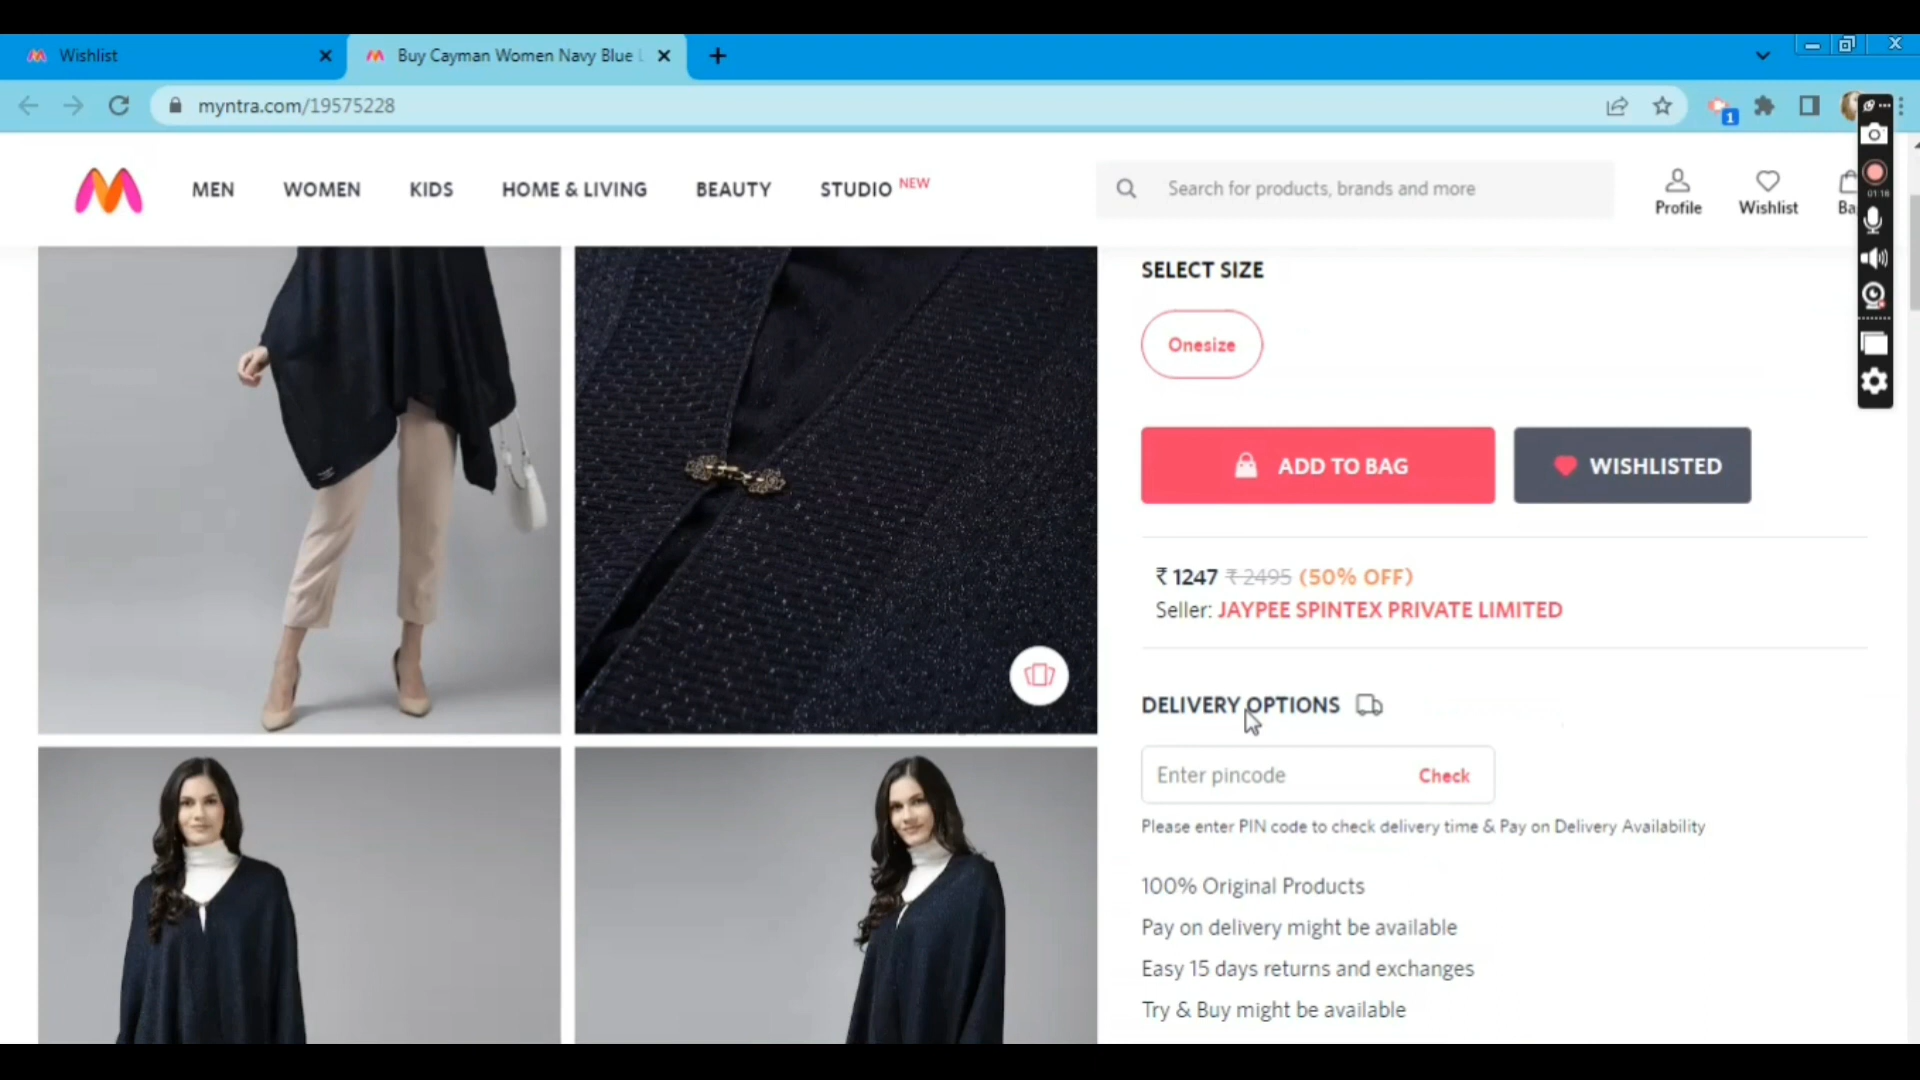 Wishlist
Buy Cayman Women Navy Blue
myntra.com/19575228
1
MEN WOMEN KIDS HOME & LIVING BEAUTY STUDIO NEW
Search for products, brands and more
Profile
Wishlist
Ba
01:16
SELECT SIZE
Onesize
ADD TO BAG
WISHLISTED
₹ 1247 ₹ 2495 (50% OFF)
Seller: JAYPEE SPINTEX PRIVATE LIMITED
DELIVERY OPTIONS
Enter pincode Check
Please enter PIN code to check delivery time & Pay on Delivery Availability
100% Original Products
Pay on delivery might be available
Easy 15 days returns and exchanges
Try & Buy might be available